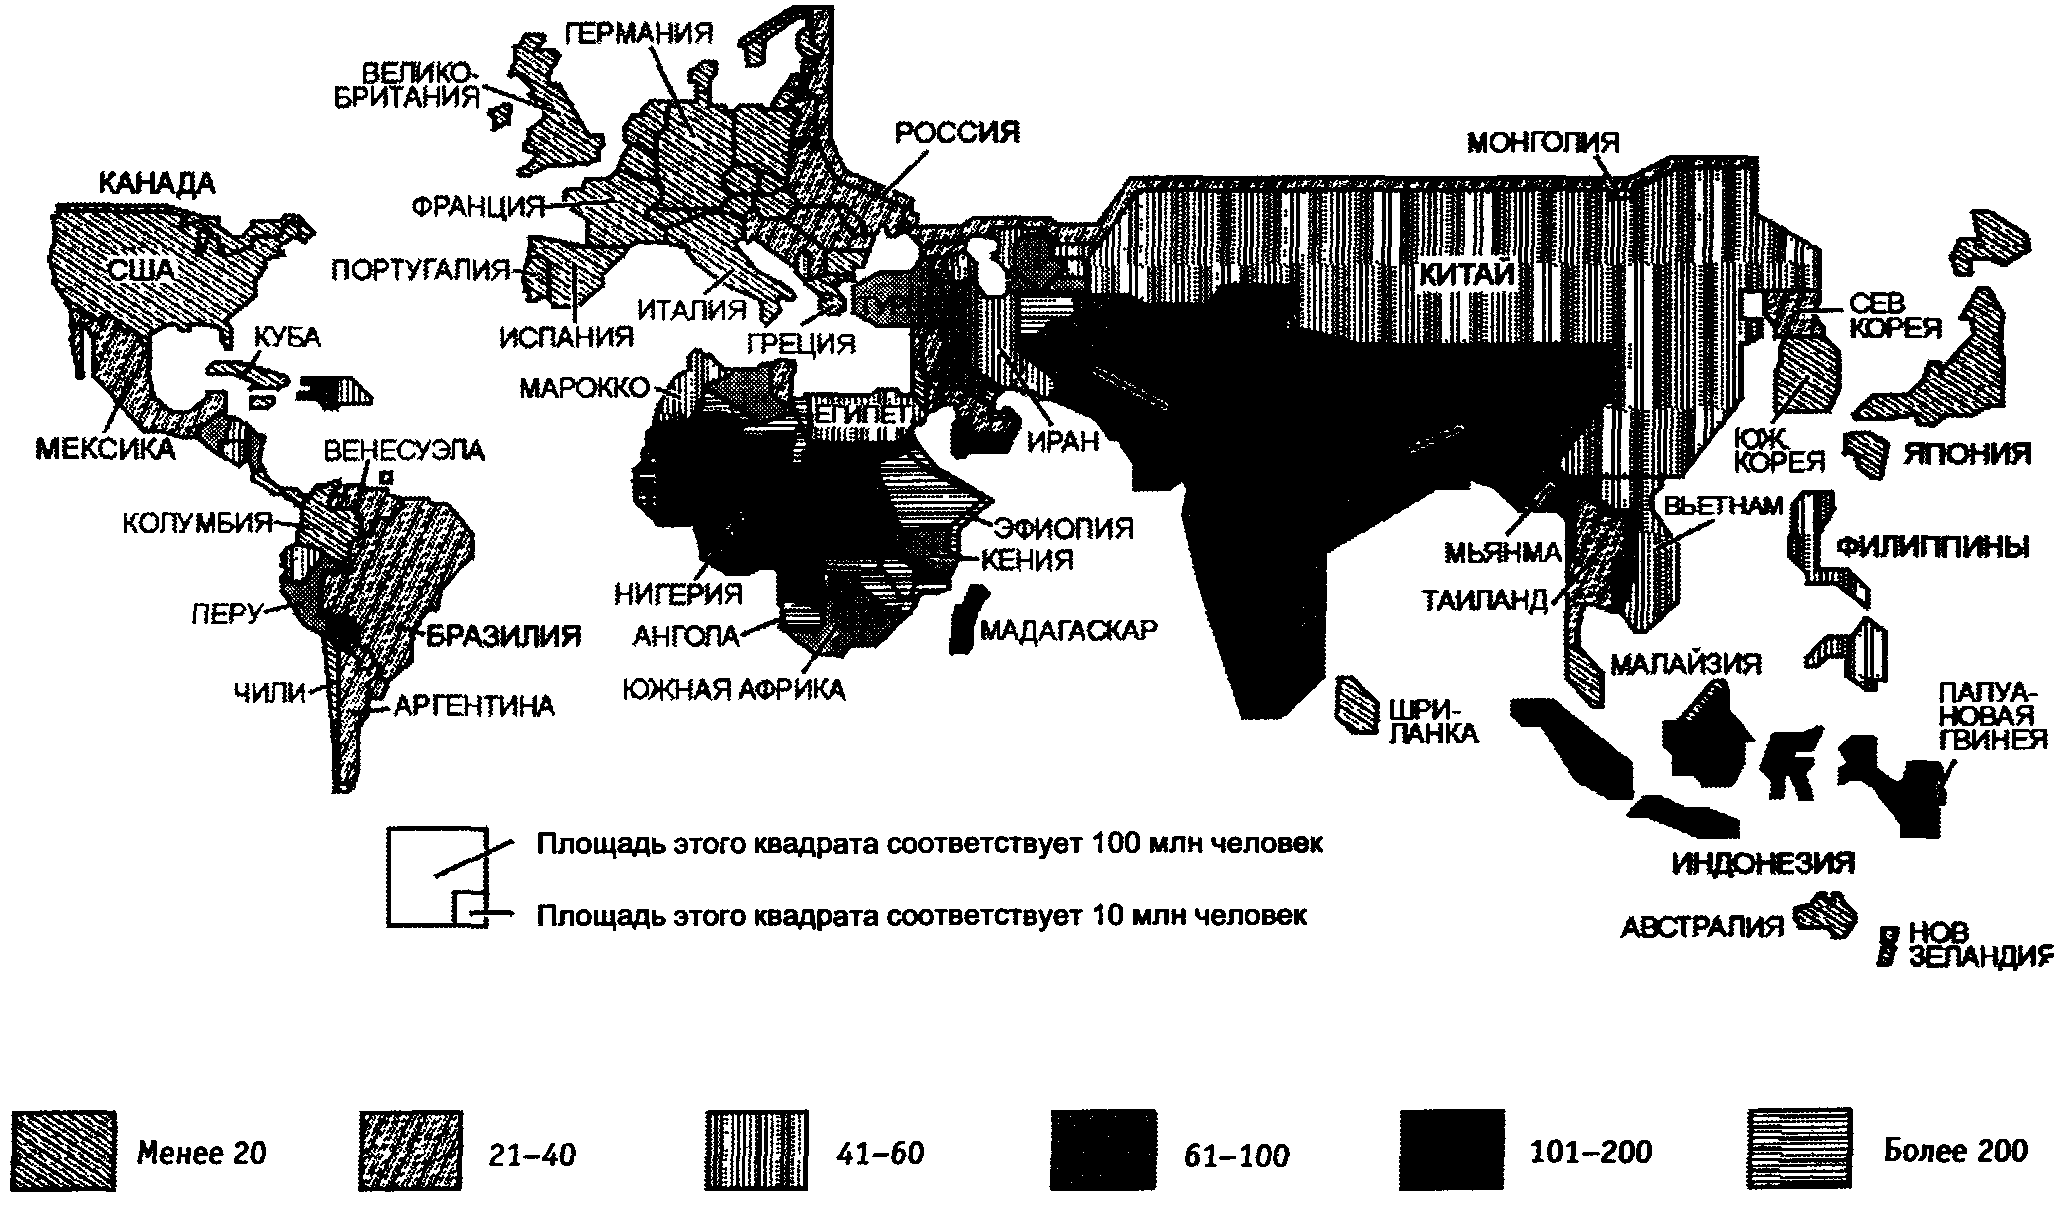 ГЕРМАНИЯ
ВЕЛИКО-
БРИТАНИЯ
РОССИЯ
МОНГОЛИЯ
КАНАДА
ФРАНЦИЯ
США
ПОРТУГАЛИЯ
КИТАЙ
ИТАЛИЯ
СЕВ
КОРЕЯ
КУБА
ИСПАНИЯ
ГРЕЦИЯ
МАРОККО
ЕГИПЕТ
ИРАН
МЕКСИКА
ВЕНЕСУЭЛА
ЮЖ.
КОРЕЯ
ЯПОНИЯ
КОЛУМБИЯ
ЭФИОПИЯ
ВЬЕТНАМ
КЕНИЯ
МЬЯНМА
ФИЛИППИНЫ
ПЕРУ
НИГЕРИЯ
ТАИЛАНД
БРАЗИЛИЯ
АНГОЛА
МАДАГАСКАР
МАЛАЙЗИЯ
ЧИЛИ
АРГЕНТИНА
ЮЖНАЯ АФРИКА
ШРИ-
ЛАНКА
ПАПУА-
НОВАЯ
ГВИНЕЯ
Площадь этого квадрата соответствует 100 млн человек
Площадь этого квадрата соответствует 10 млн человек
ИНДОНЕЗИЯ
АВСТРАЛИЯ
НОВ
ЗЕЛАНДИЯ
Менее 20
21–40
41–60
61–100
101–200
Более 200